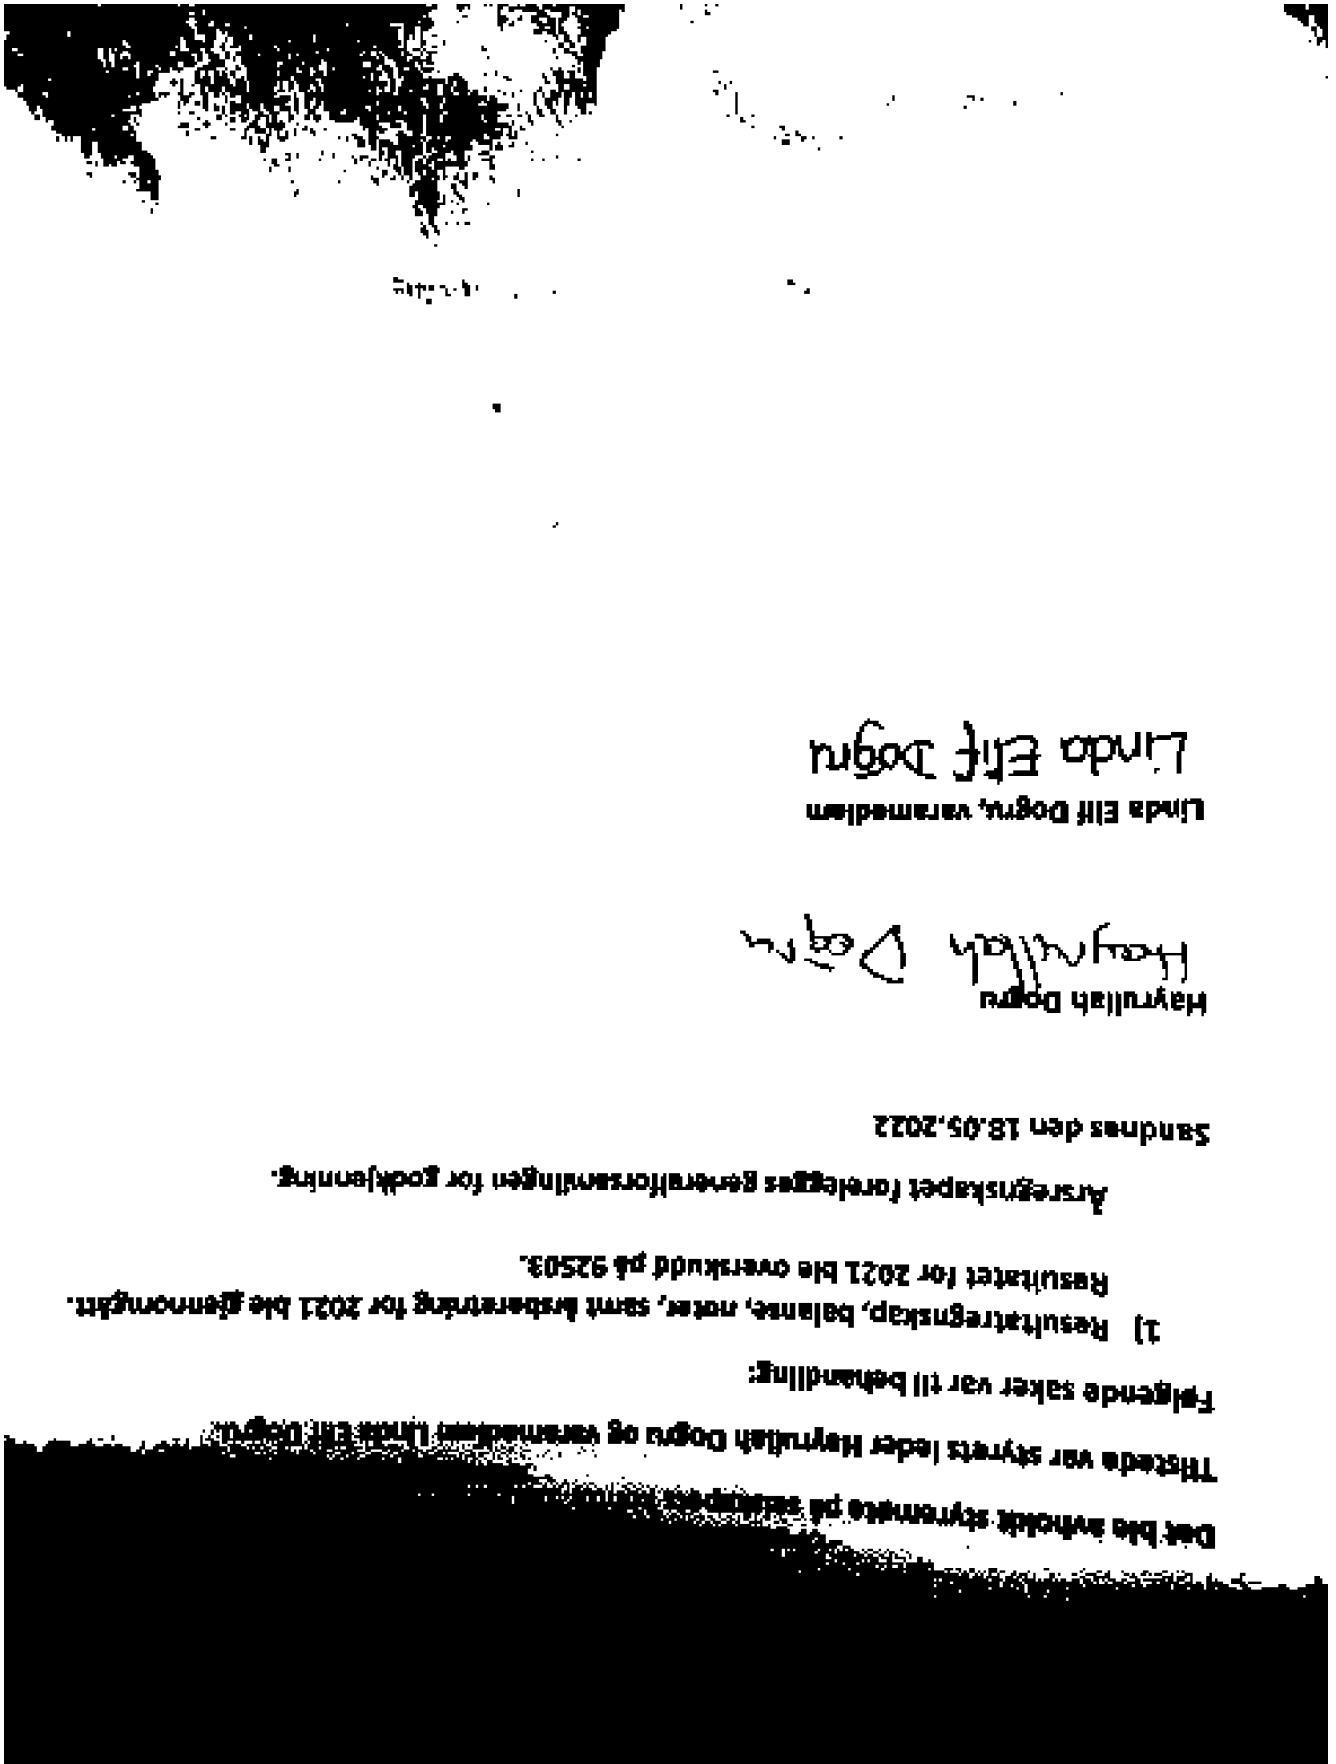 Det ble avholdt styremøte på selskapets
Tilstede var styrets leder Hayrullah Dogru og varamedlem Linda Elif Dogru.
Følgende saker var til behandling:
1) Resultatregnskap, balanse, noter, samt årsberetning for 2021 ble gjennomgått.
Resultatet for 2021 ble overskudd på 92503.
Årsregnskapet forelegges generalforsamlingen for godkjenning.
Sandnes den 18.05.2022
Hayrullah Dogru
Hayrullah Doğru
Linda Elif Dogru, varamedlem
Linda Elif Dogru